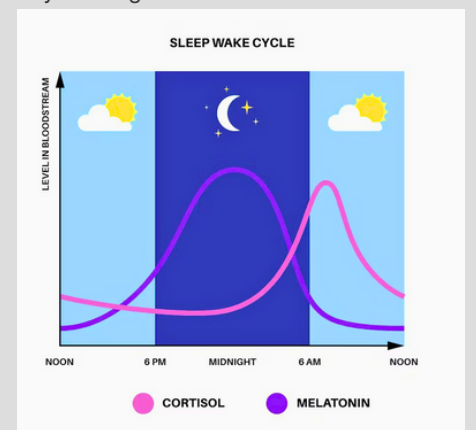 SLEEP WAKE CYCLE
LEVEL IN BLOODSTREAM
NOON 6 PM MIDNIGHT 6 AM NOON
CORTISOL MELATONIN